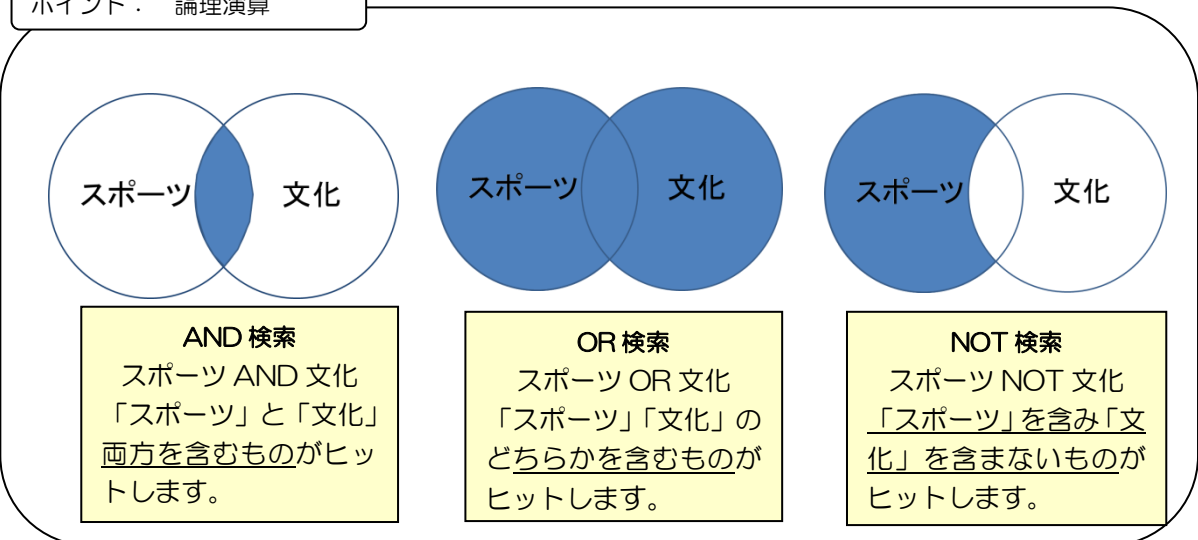 ポイント： 論理演算
スポーツ 文化
スポーツ 文化
スポーツ 文化
AND 検索
スポーツ AND 文化
「スポーツ」と「文化」
両方を含むものがヒッ
トします。
OR 検索
スポーツ OR 文化
「スポーツ」「文化」の
どちらかを含むものが
ヒットします。
NOT 検索
スポーツ NOT 文化
「スポーツ」を含み「文
化」を含まないものが
ヒットします。